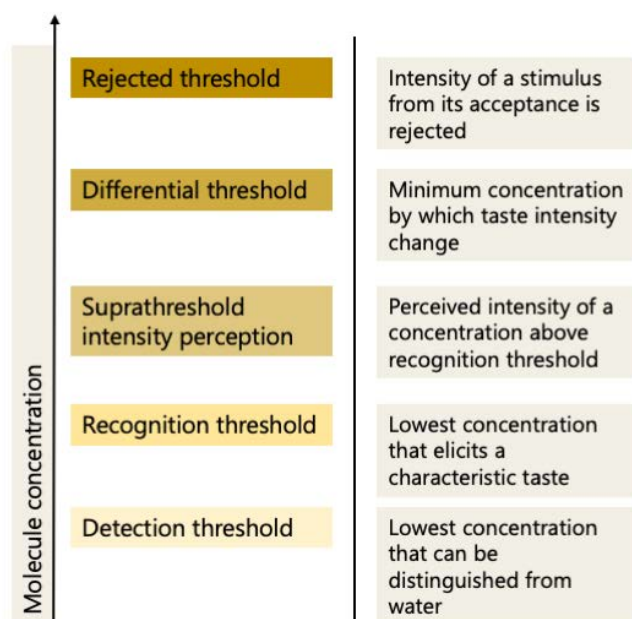 Rejected threshold
Intensity of a stimulus
from its acceptance is
rejected
Differential threshold
Minimum concentration
by which taste intensity
change
Suprathreshold
intensity perception
Perceived intensity of a
concentration above
recognition threshold
Recognition threshold
Lowest concentration
that elicits a
characteristic taste
Detection threshold
Lowest concentration
that can be
distinguished from
water
Molecule concentration